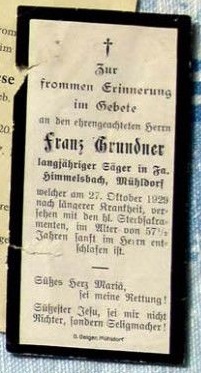 Zur
frommen Erinnerung
im Gebete
an den ehrengeachteten Herrn
Franz Grundner
langjähriger Säger in Fa.
Himmelsbach, Mühldorf
welcher am 27. Oktober 1929
nach längerer Krankheit, ver-
sehen mit den hl. Sterbsakra-
menten, im Alter von 57½
Jahren sanft im Herrn ent-
schlafen ist.
Süßes Herz Mariä,
sei meine Rettung!
Süßester Jesu, sei mir nicht
Richter, sondern Seligmacher!
D. Geiger, Mühldorf